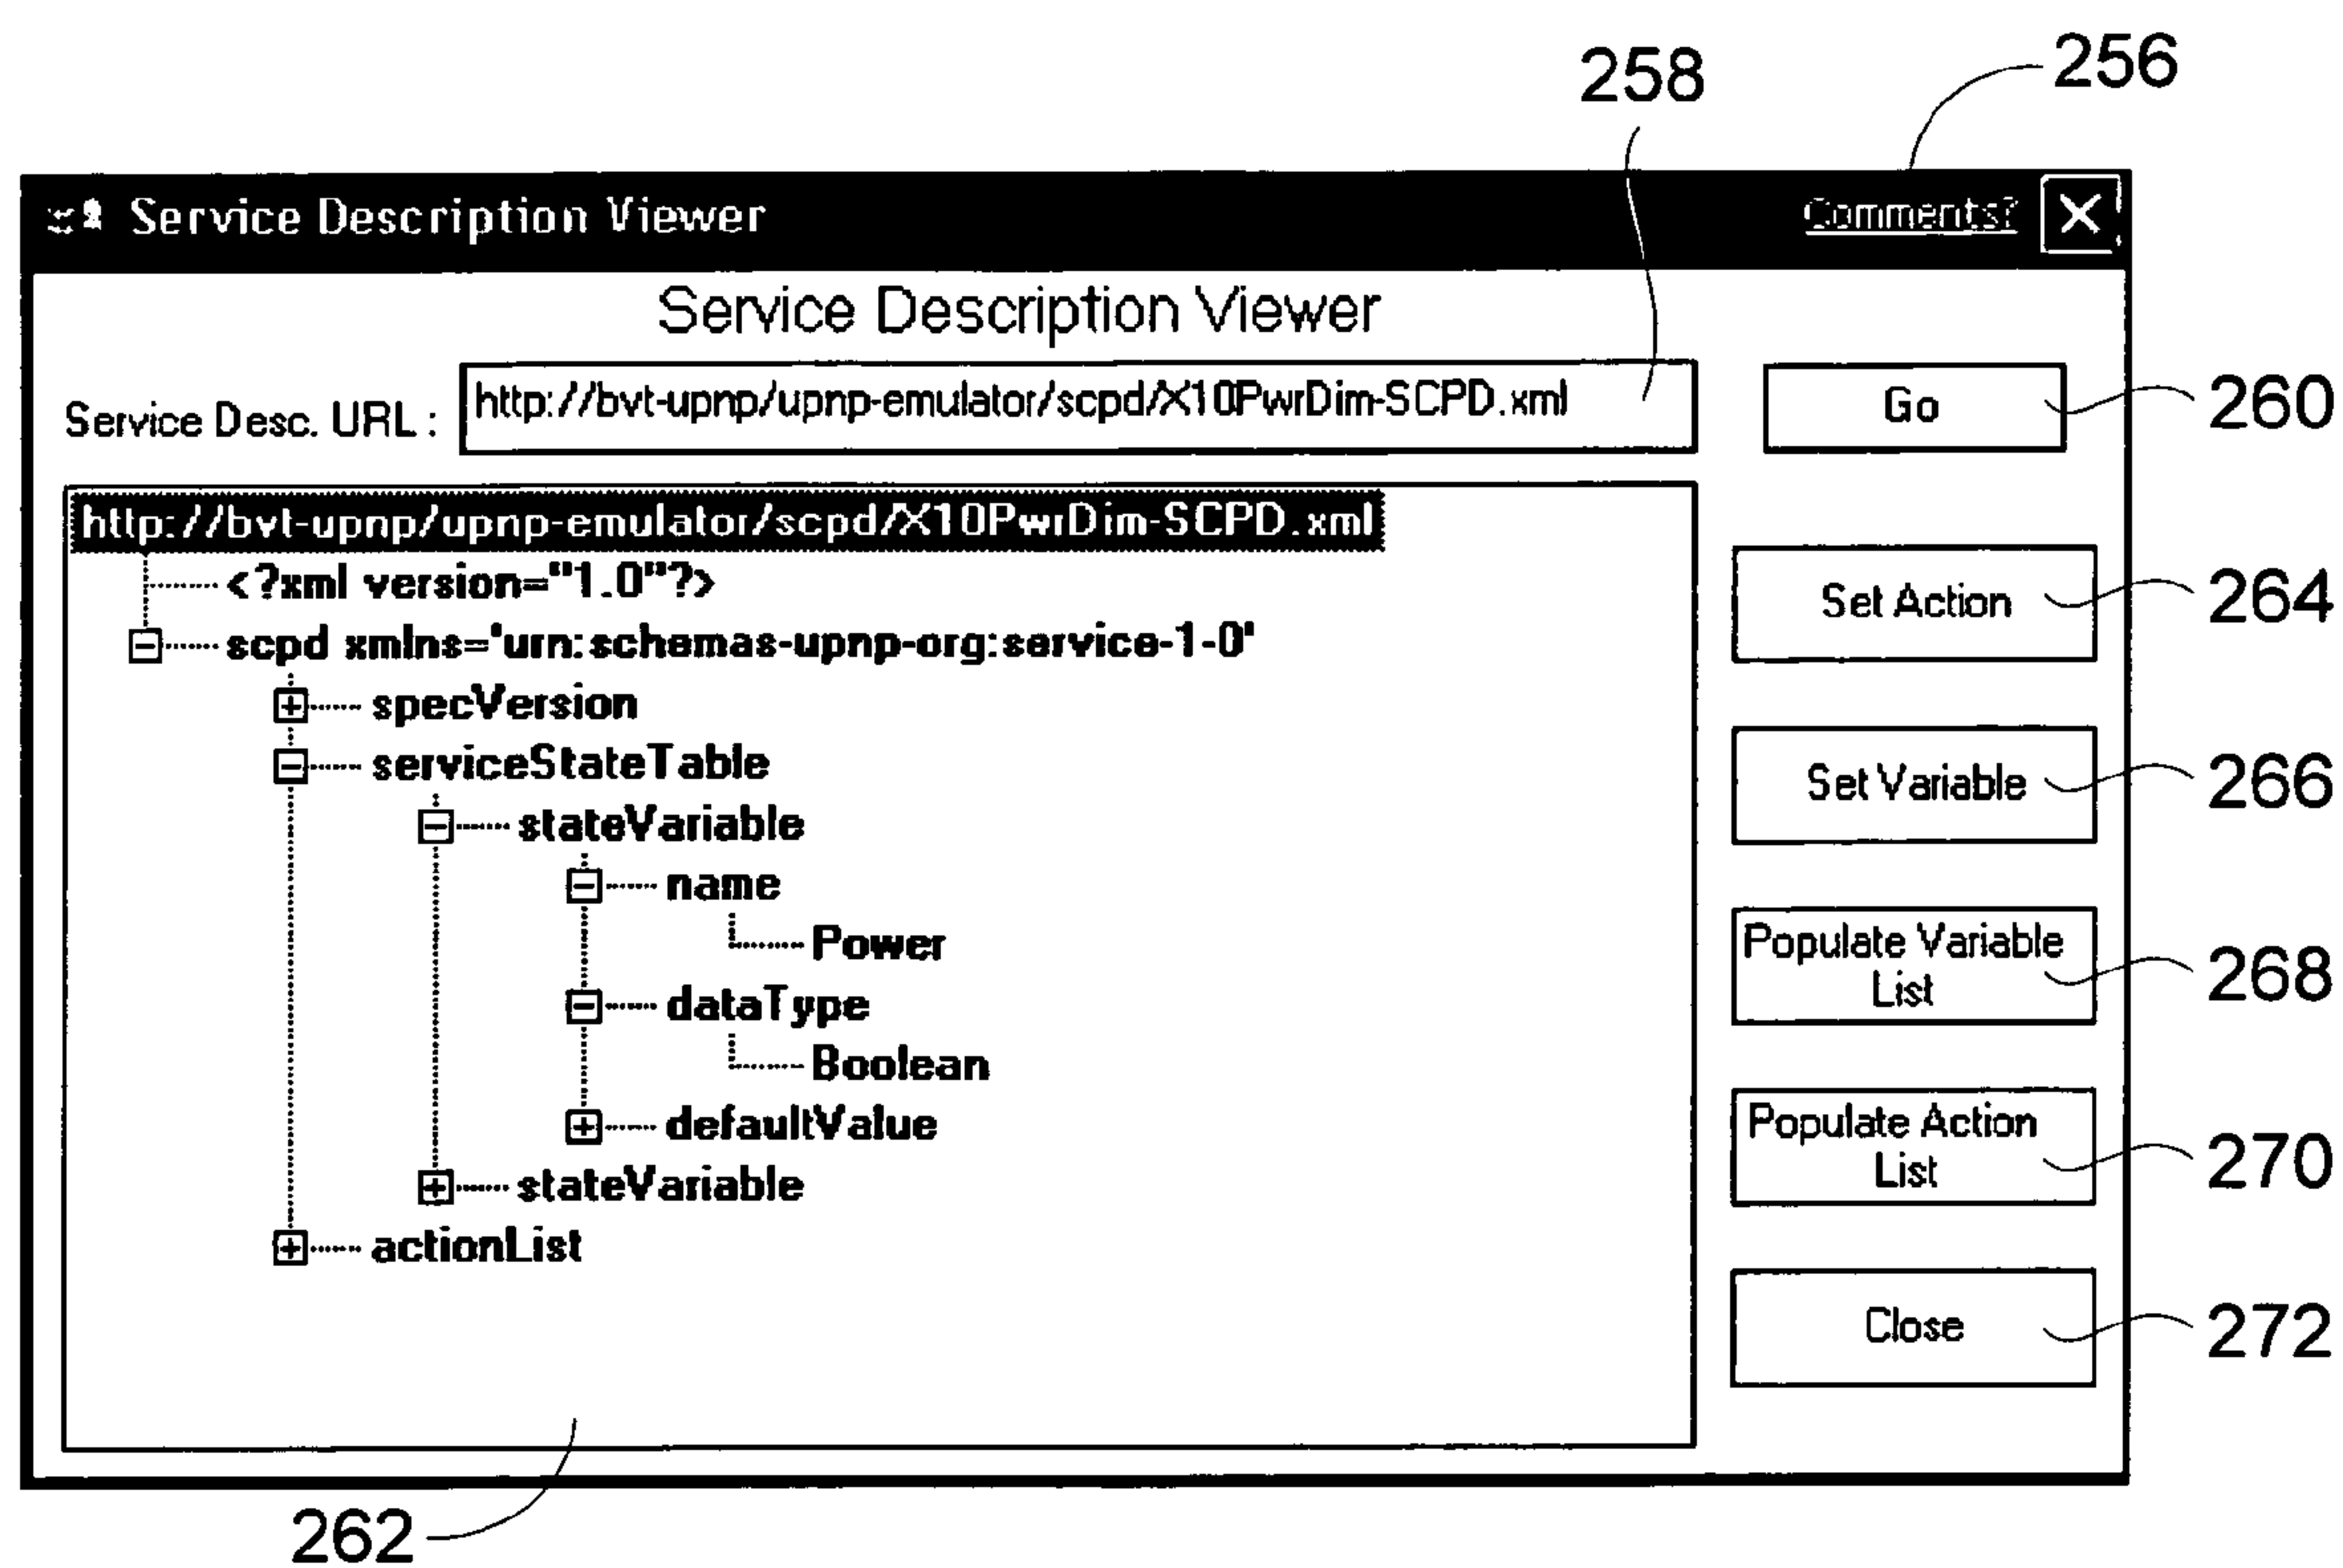 258
256
Service Description Viewer
Comments?
Service Description Viewer
Service Desc. URL :
http://bvt-upnp/upnp-emulator/scpd/X10PwrDim-SCPD.xml
Go
260
http://bvt-upnp/upnp-emulator/scpd/X10PwrDim-SCPD.xml
<?xml version="1.0"?>
scpd xmlns='urn:schemas-upnp-org:service-1-0'
specVersion
serviceStateTable
stateVariable
name
Power
dataType
Boolean
defaultValue
stateVariable
actionList
Set Action
264
Set Variable
266
Populate Variable
List
268
Populate Action
List
270
Close
272
262